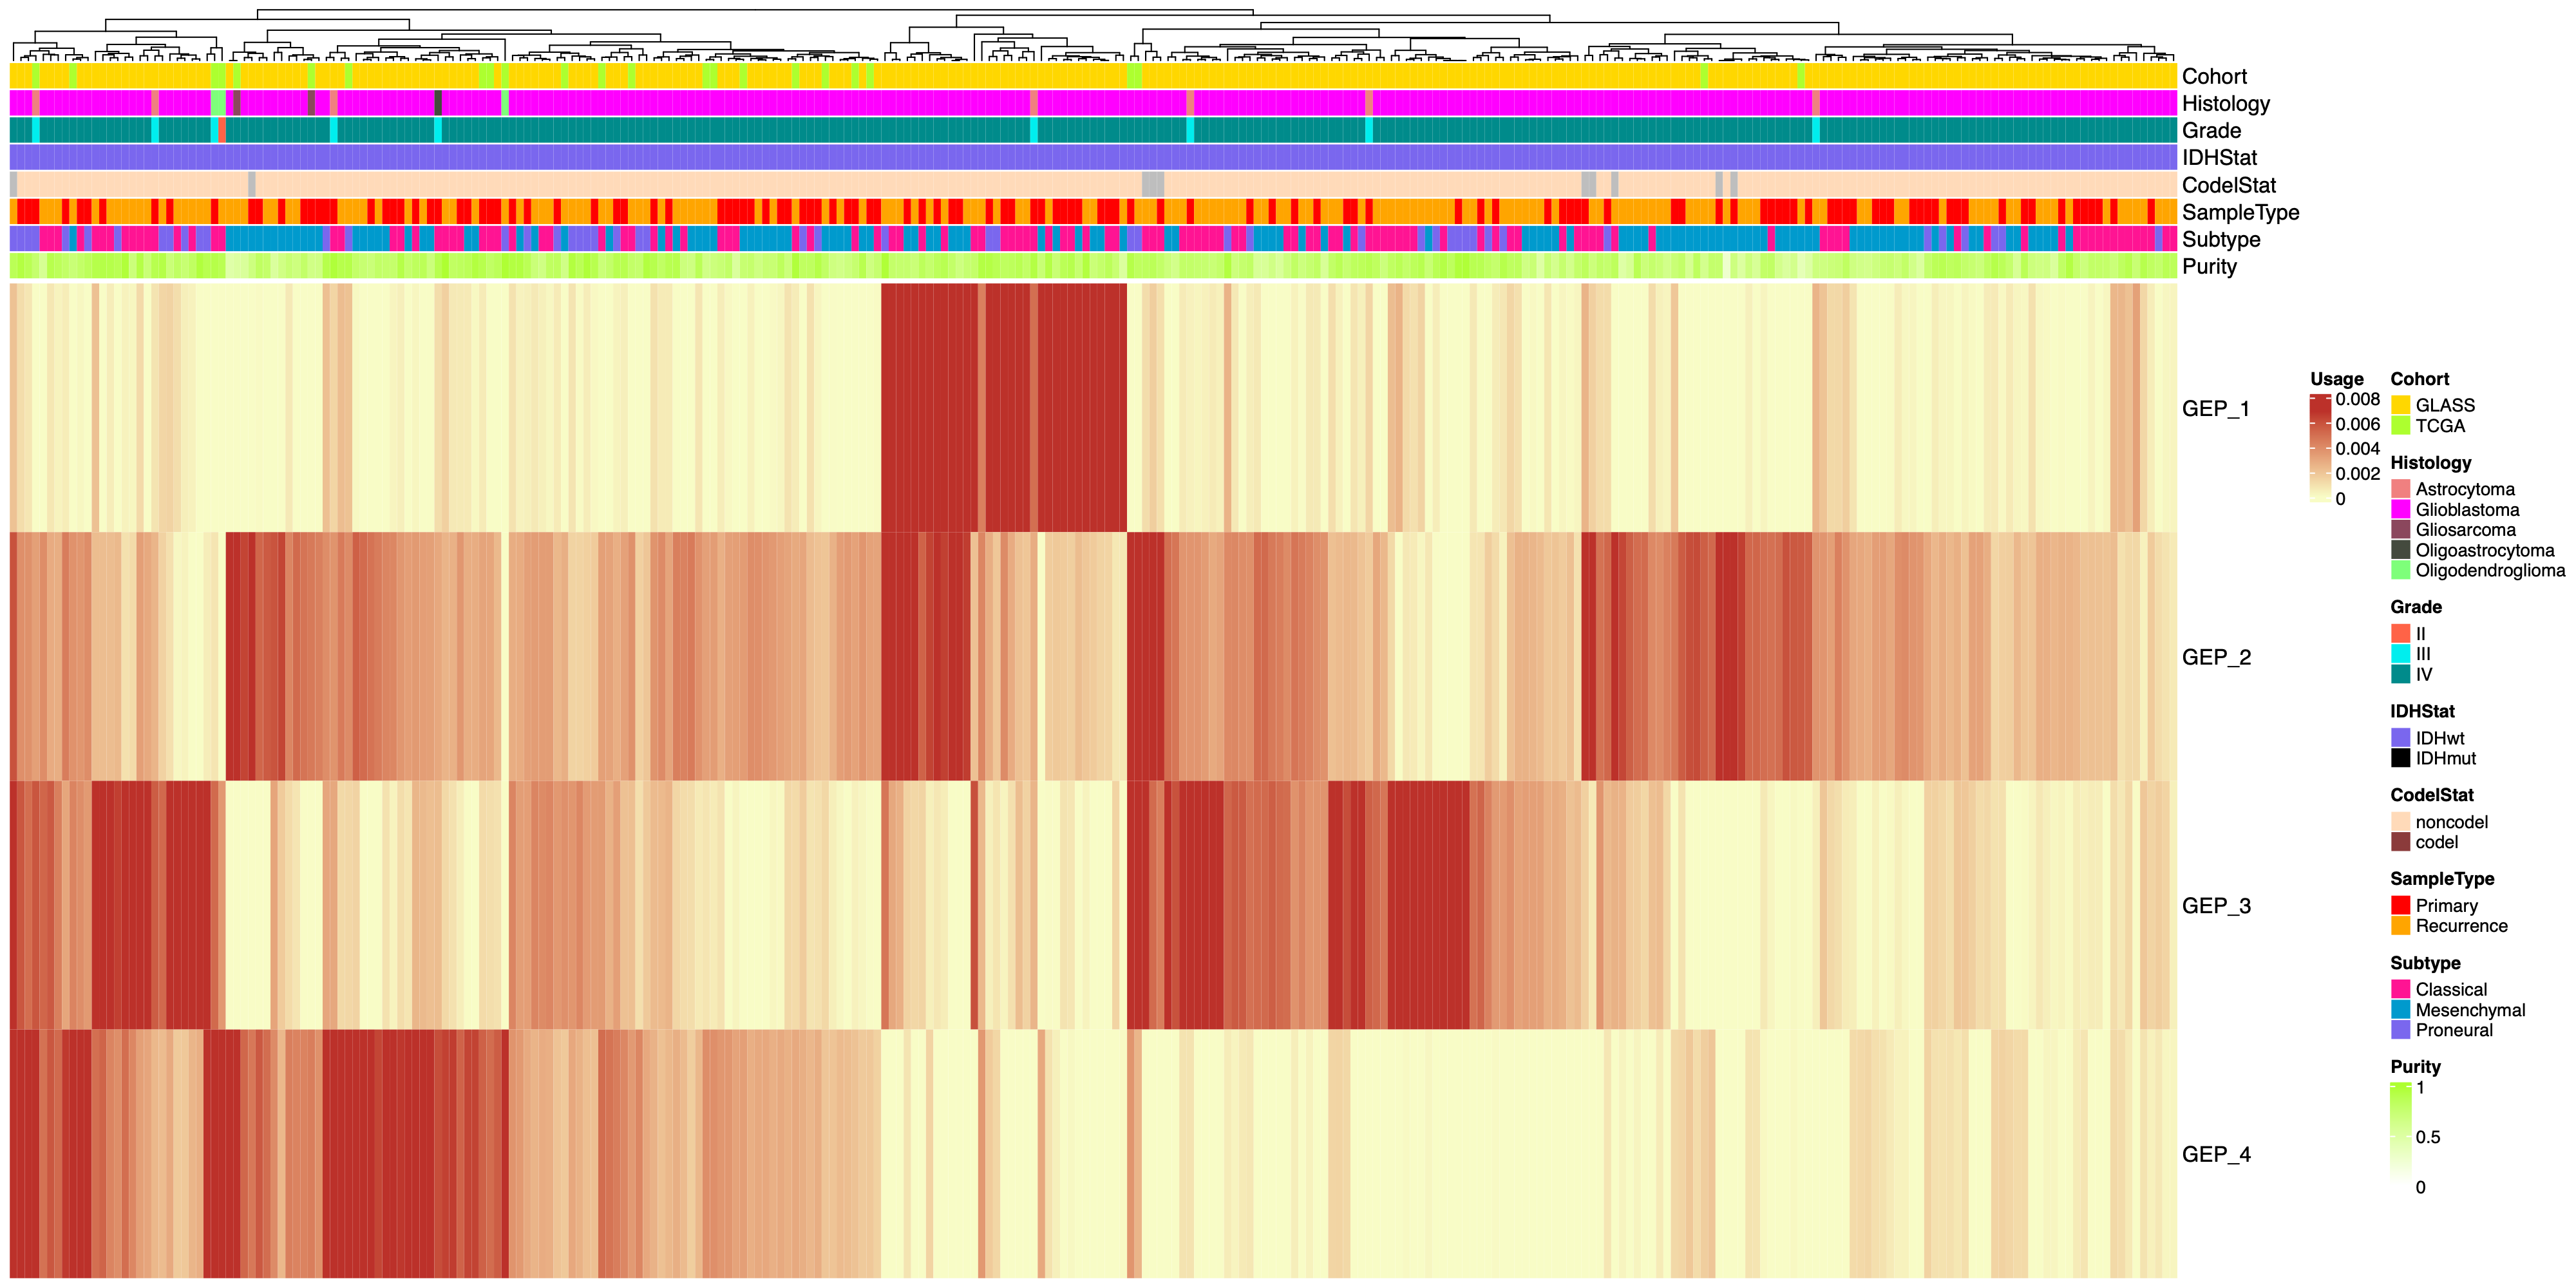 Cohort
Histology
Grade
IDHStat
CodelStat
SampleType
Subtype
Purity
GEP_1
GEP_2
GEP_3
GEP_4
Usage
0.008
0.006
0.004
0.002
0
Cohort
GLASS
TCGA
Histology
Astrocytoma
Glioblastoma
Gliosarcoma
Oligoastrocytoma
Oligodendroglioma
Grade
II
III
IV
IDHStat
IDHwt
IDHmut
CodelStat
noncodel
codel
SampleType
Primary
Recurrence
Subtype
Classical
Mesenchymal
Proneural
Purity
1
0.5
0